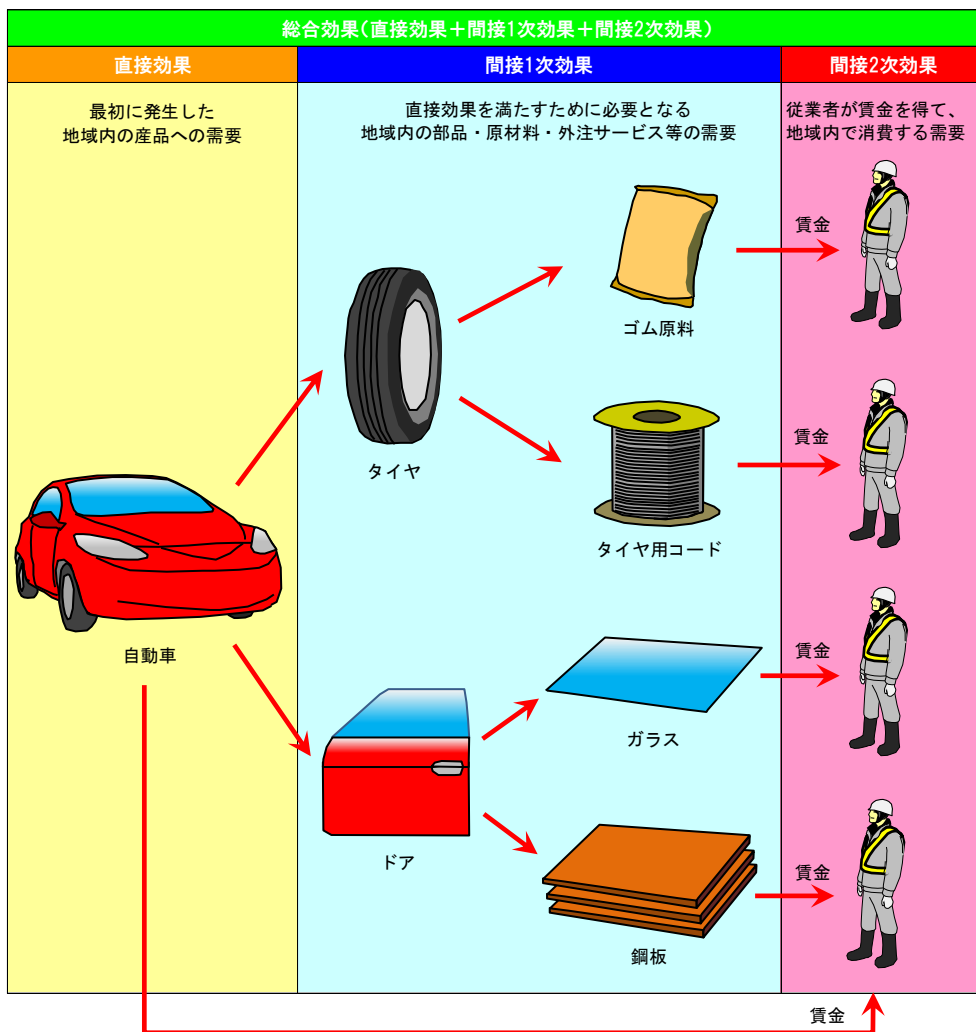 総合効果(直接効果＋間接1次効果＋間接2次効果)
直接効果
間接1次効果
間接2次効果
最初に発生した
地域内の産品への需要
直接効果を満たすために必要となる
地域内の部品・原材料・外注サービス等の需要
従業者が賃金を得て、
地域内で消費する需要
賃金
ゴム原料
タイヤ
賃金
タイヤ用コード
自動車
賃金
ガラス
ドア
賃金
鋼板
賃金